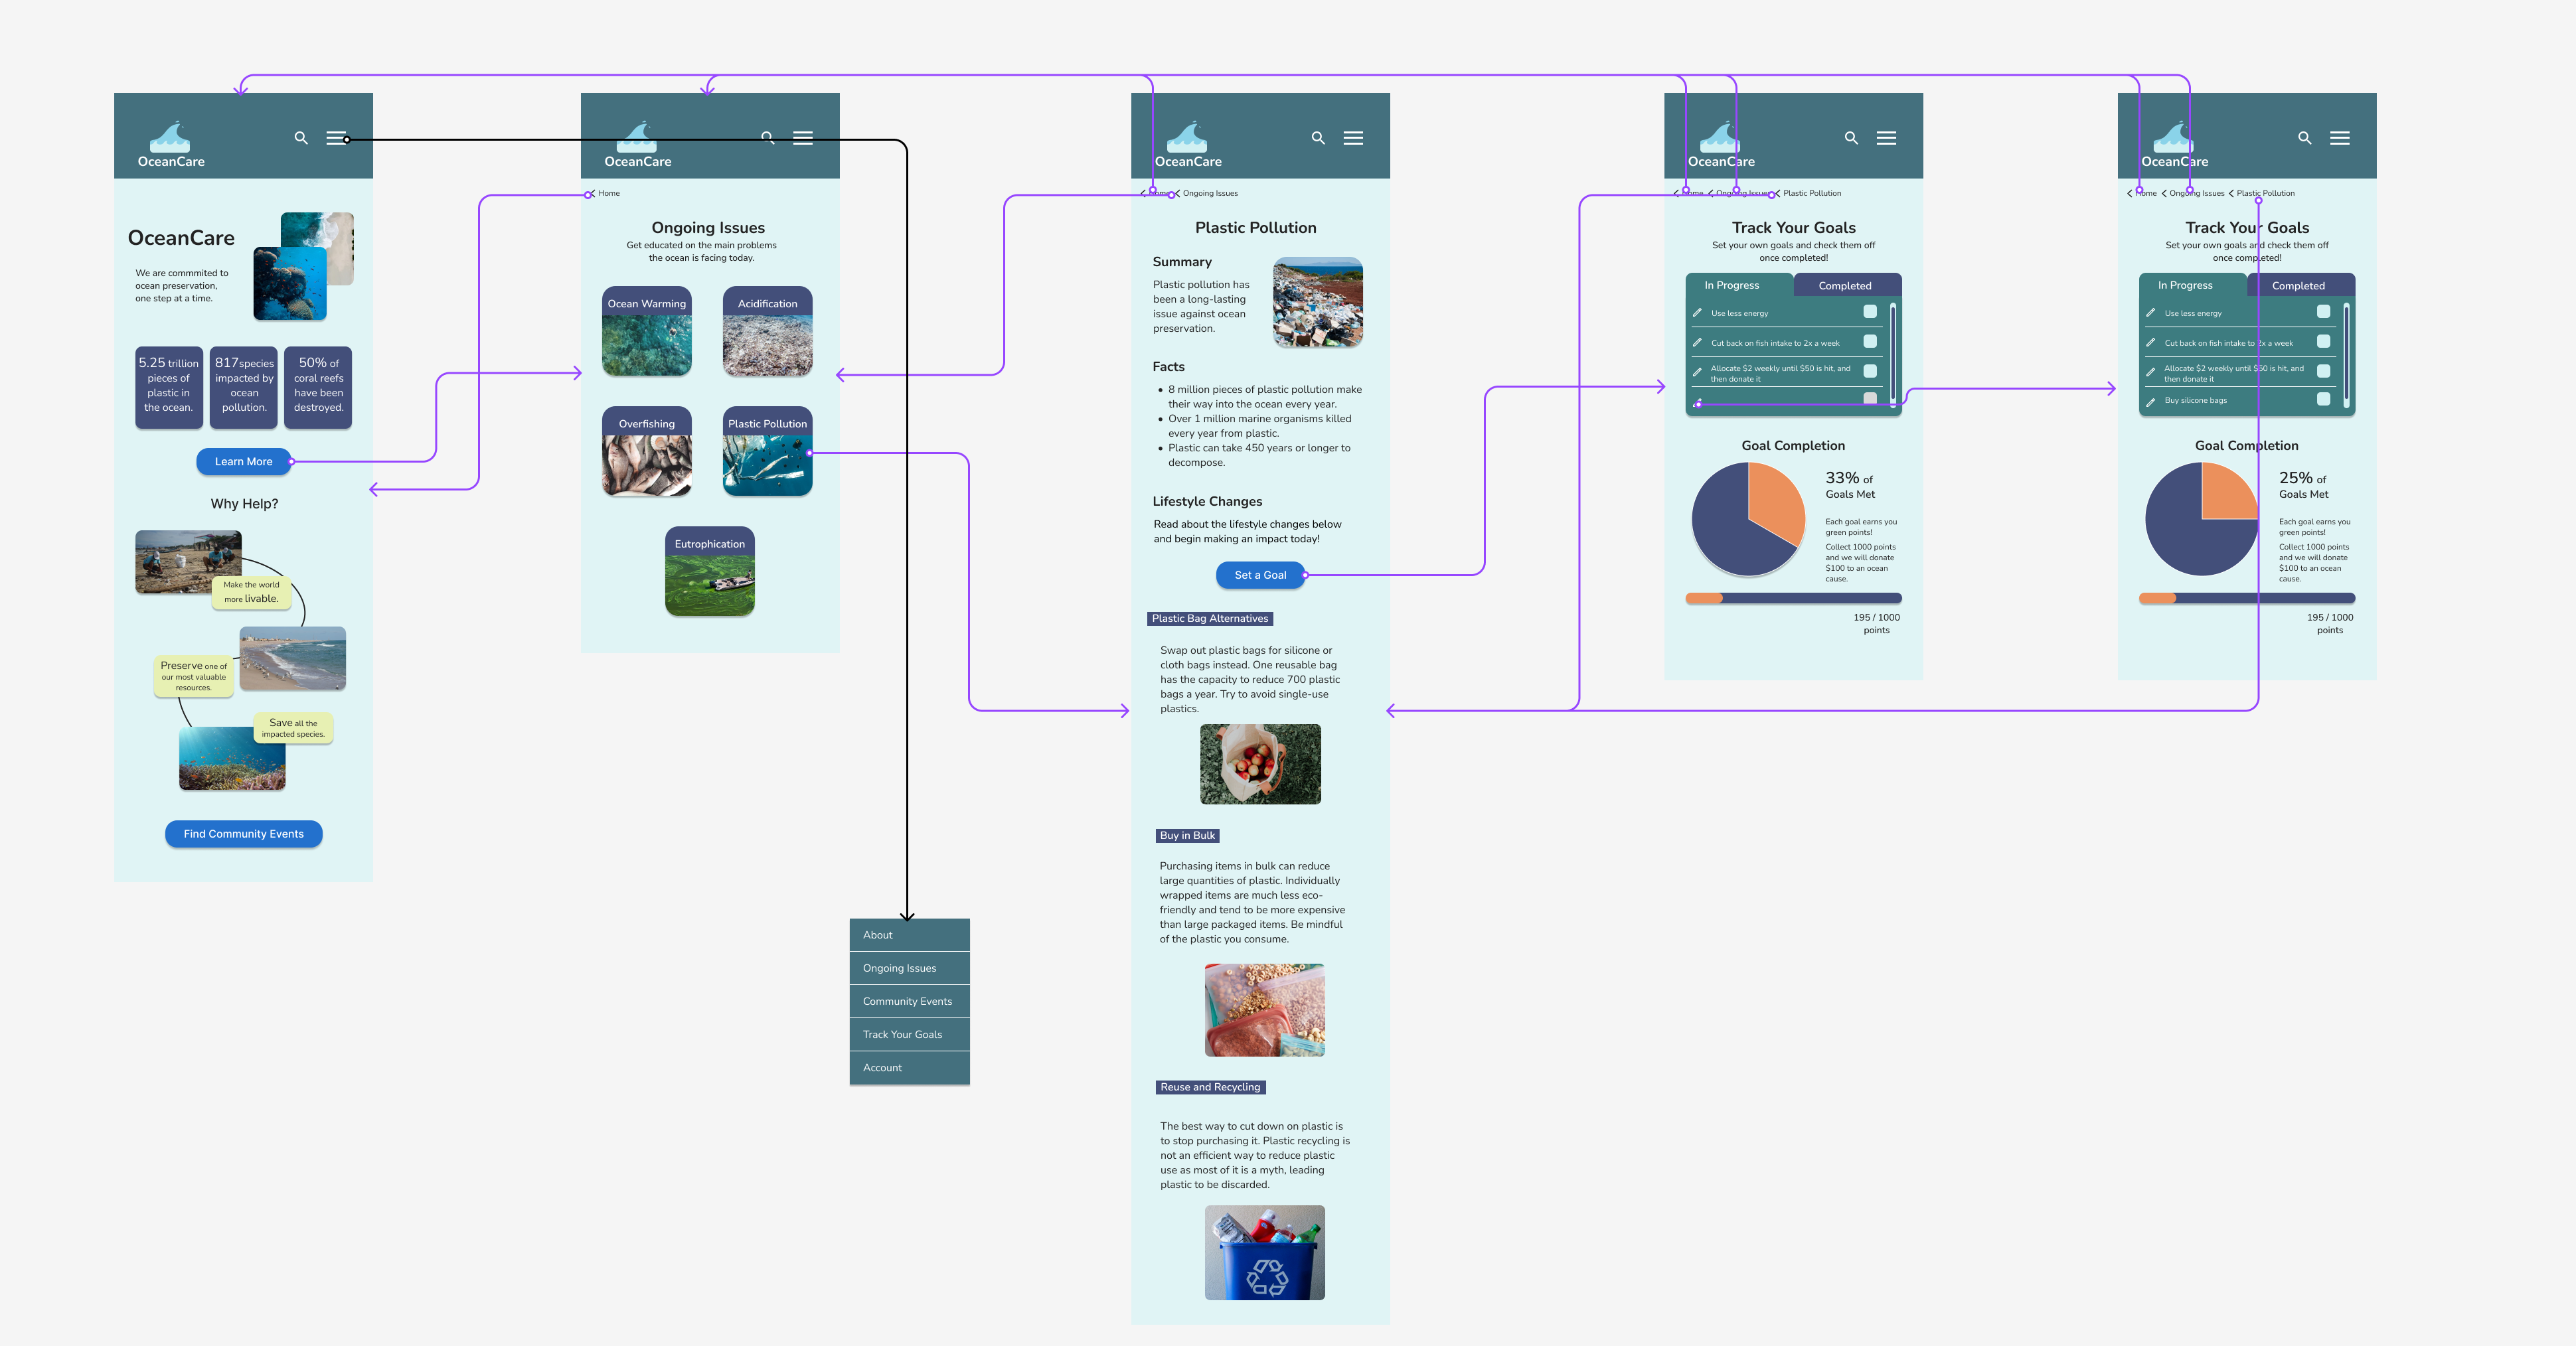 OceanCare
OceanCare
We are commmited to
ocean preservation,
one step at a time.
5.25 trillion
pieces of
plastic in
the ocean.
817species
impacted by
ocean
pollution.
50% of
coral reefs
have been
destroyed.
Learn More
Why Help?
Make the world
more livable.
Preserve one of
our most valuable
resources.
Save all the
impacted species.
Find Community Events
OceanCare
Home
Ongoing Issues
Get educated on the main problems
the ocean is facing today.
Ocean Warming
Acidification
Overfishing
Plastic Pollution
Eutrophication
About
Ongoing Issues
Community Events
Track Your Goals
Account
OceanCare
Home
Ongoing Issues
Plastic Pollution
Summary
Plastic pollution has
been a long-lasting
issue against ocean
preservation.
Facts
• 8 million pieces of plastic pollution make
their way into the ocean every year.
• Over 1 million marine organisms killed
every year from plastic.
• Plastic can take 450 years or longer to
decompose.
Lifestyle Changes
Read about the lifestyle changes below
and begin making an impact today!
Set a Goal
Plastic Bag Alternatives
Swap out plastic bags for silicone or
cloth bags instead. One reusable bag
has the capacity to reduce 700 plastic
bags a year. Try to avoid single-use
plastics.
Buy in Bulk
Purchasing items in bulk can reduce
large quantities of plastic. Individually
wrapped items are much less eco-
friendly and tend to be more expensive
than large packaged items. Be mindful
of the plastic you consume.
Reuse and Recycling
The best way to cut down on plastic is
to stop purchasing it. Plastic recycling is
not an efficient way to reduce plastic
use as most of it is a myth, leading
plastic to be discarded.
OceanCare
Home
Ongoing Issues
Plastic Pollution
Track Your Goals
Set your own goals and check them off
once completed!
In Progress
Completed
Use less energy
Cut back on fish intake to 2x a week
Allocate $2 weekly until $50 is hit, and
then donate it
Goal Completion
33% of
Goals Met
Each goal earns you
green points!
Collect 1000 points
and we will donate
$100 to an ocean
cause.
195 / 1000
points
OceanCare
Home
Ongoing Issues
Plastic Pollution
Track Your Goals
Set your own goals and check them off
once completed!
In Progress
Completed
Use less energy
Cut back on fish intake to 2x a week
Allocate $2 weekly until $50 is hit, and
then donate it
Buy silicone bags
Goal Completion
25% of
Goals Met
Each goal earns you
green points!
Collect 1000 points
and we will donate
$100 to an ocean
cause.
195 / 1000
points